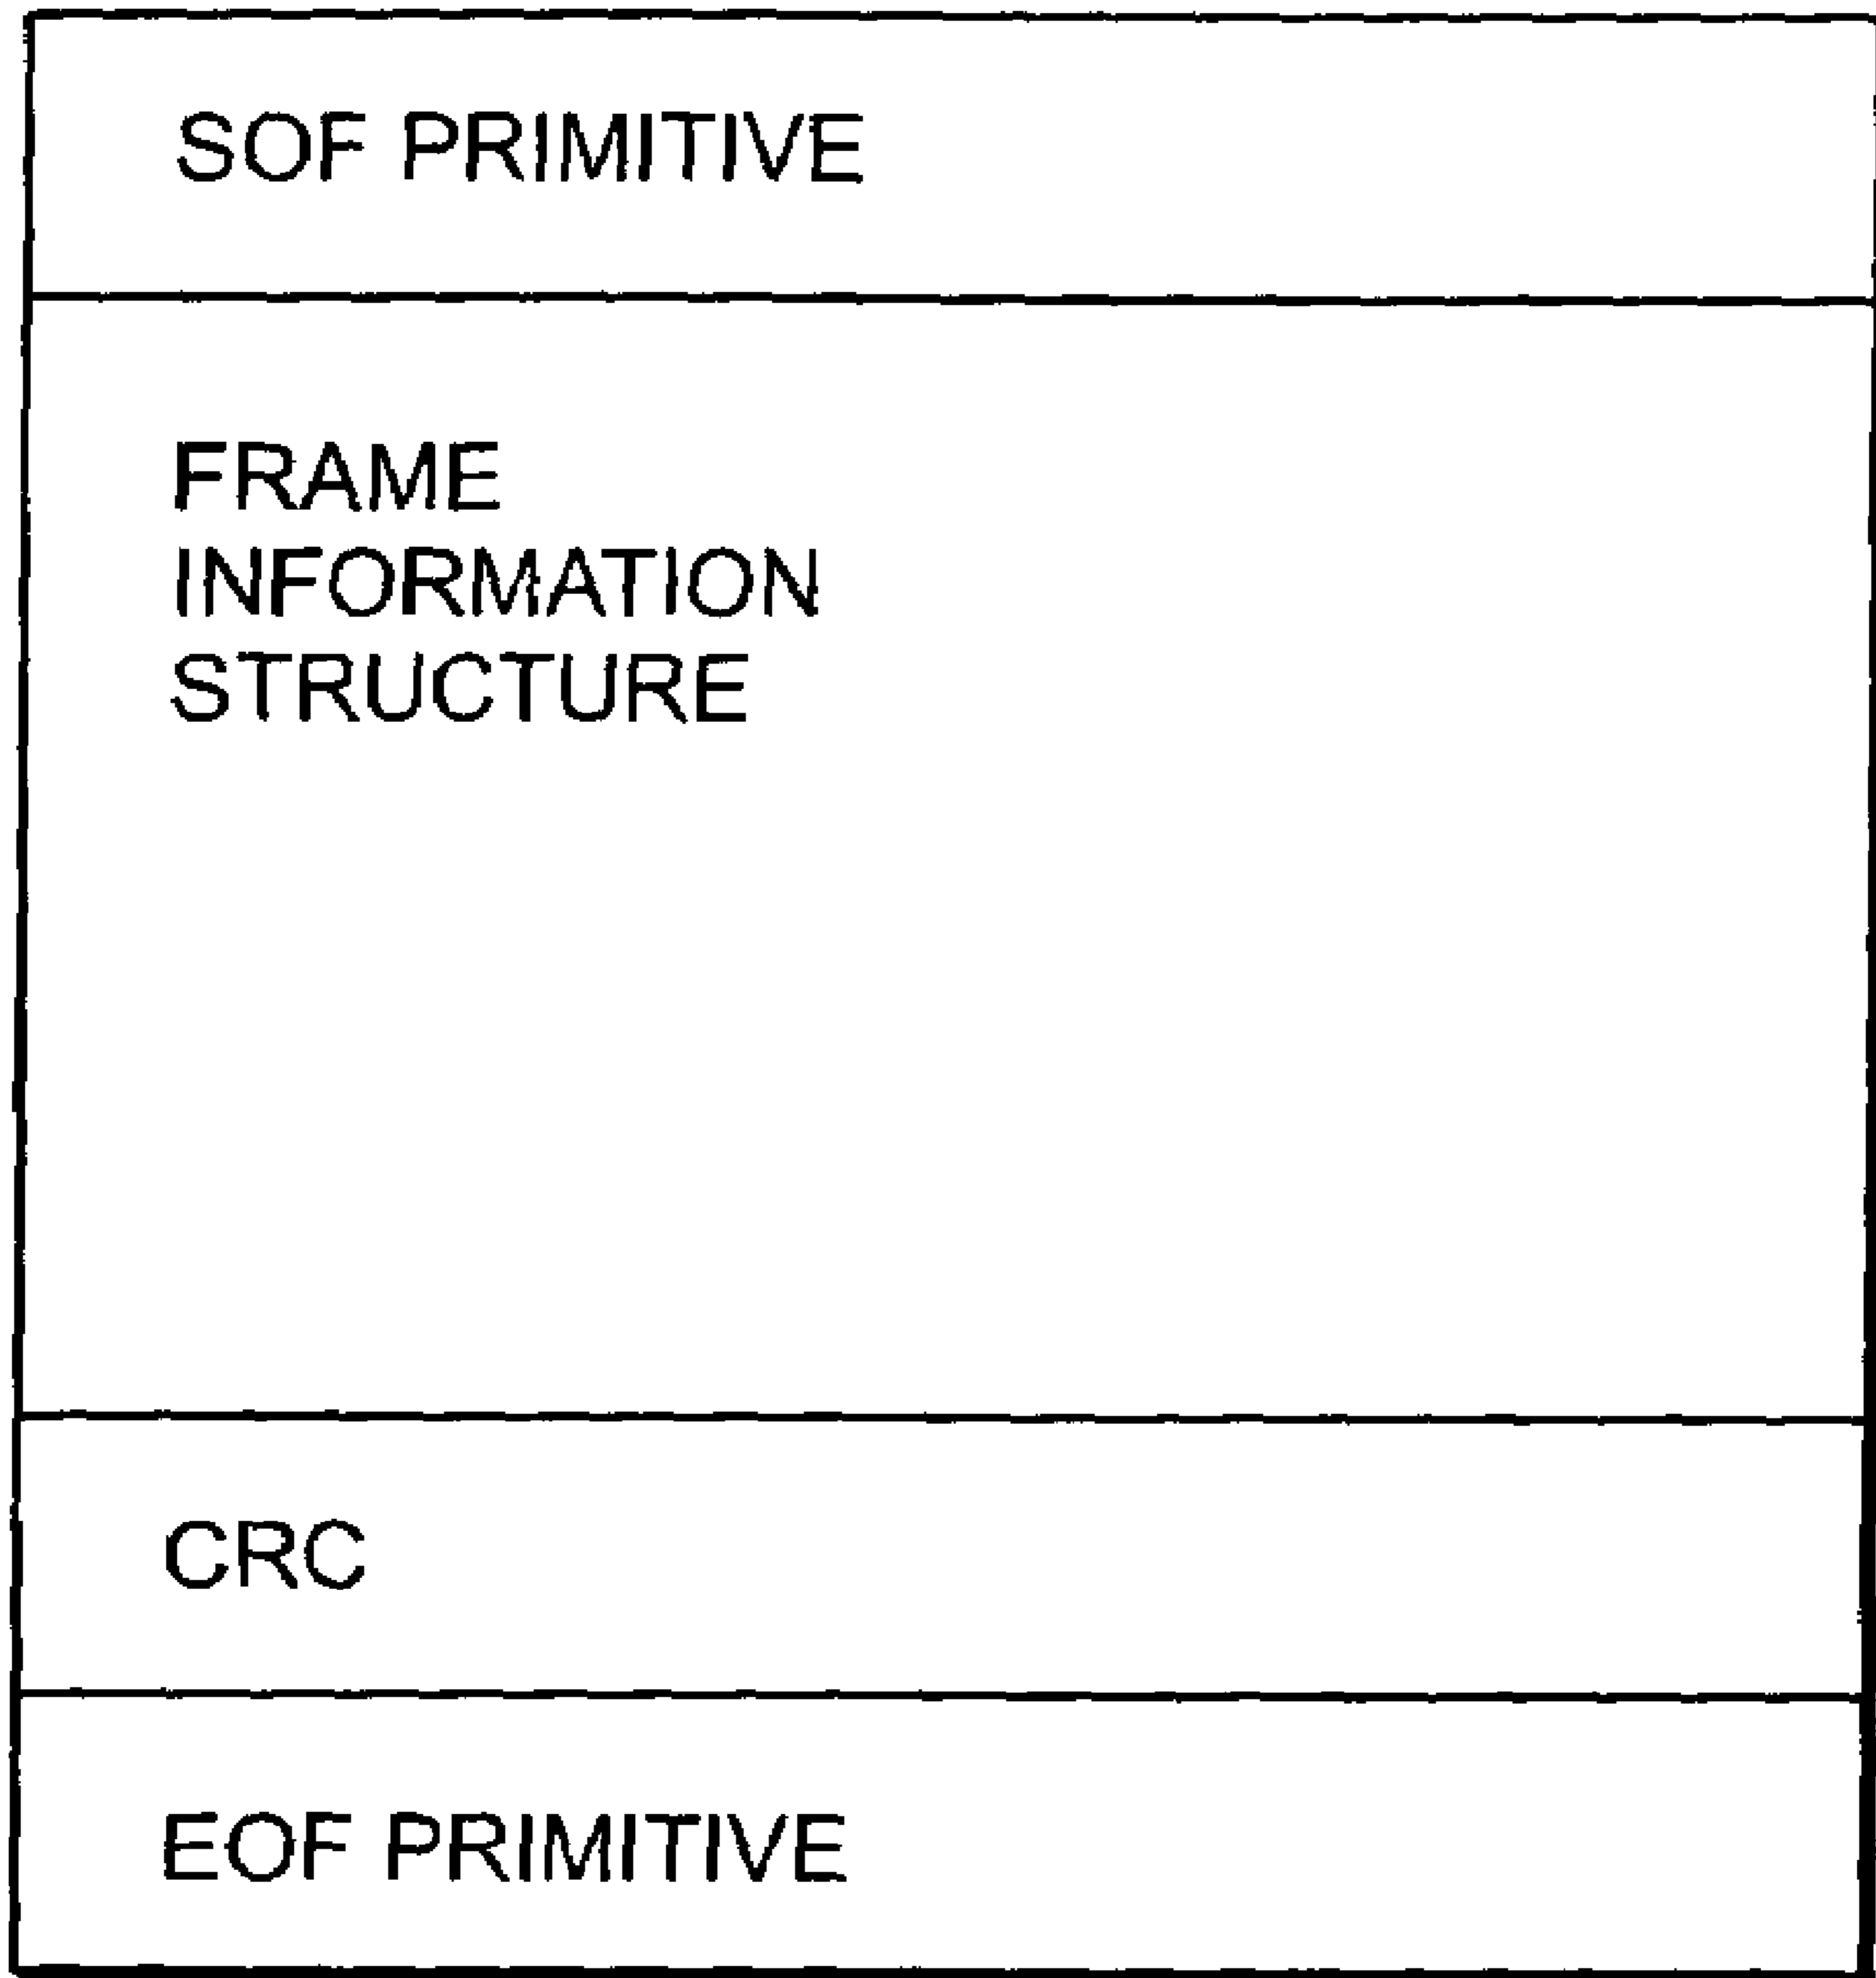 SOF PRIMITIVE
FRAME
INFORMATION
STRUCTURE
CRC
EOF PRIMITIVE